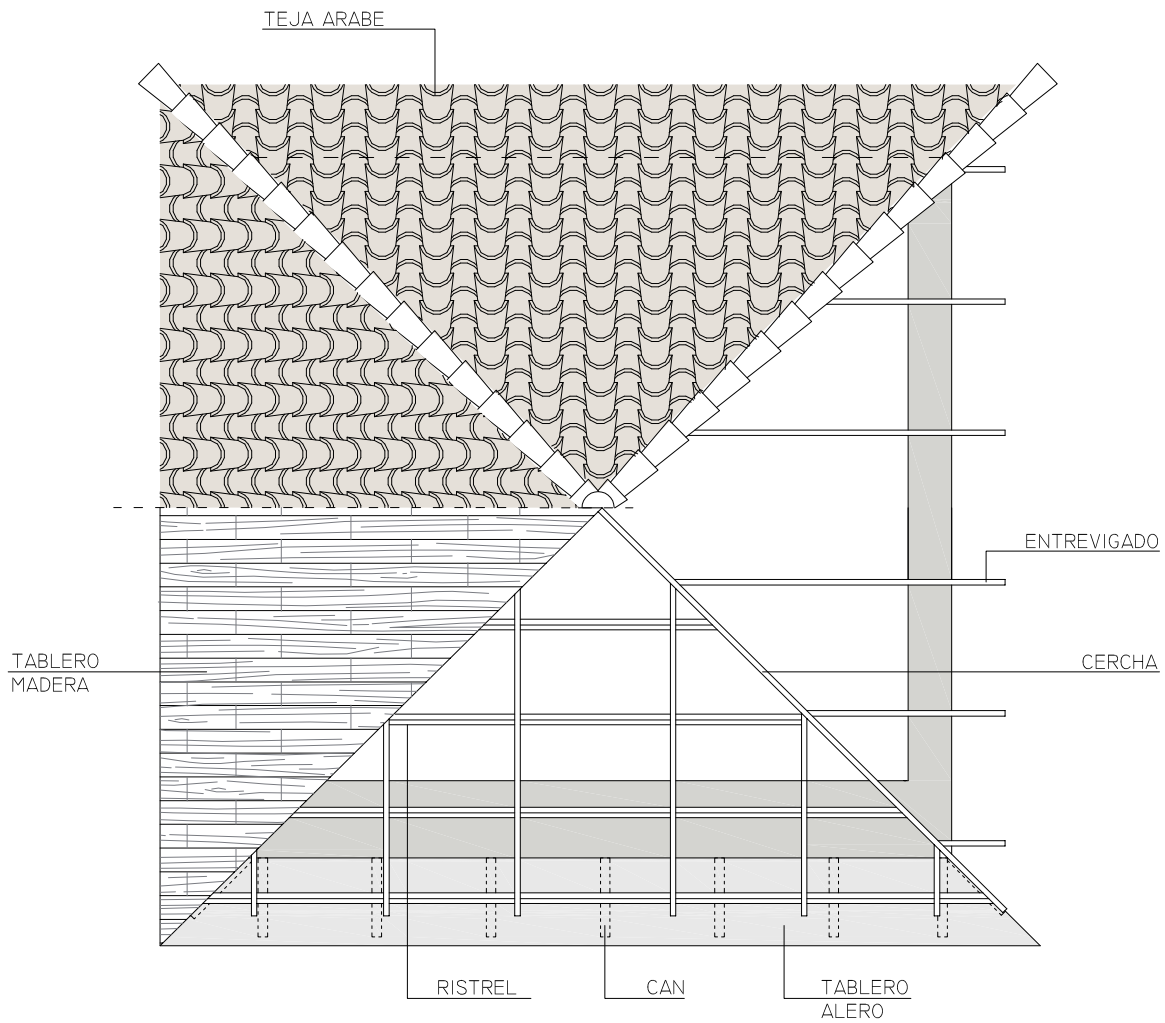 TEJA ARABE
ENTREVIGADO
TABLERO
MADERA
CERCHA
RISTREL
CAN
TABLERO
ALERO